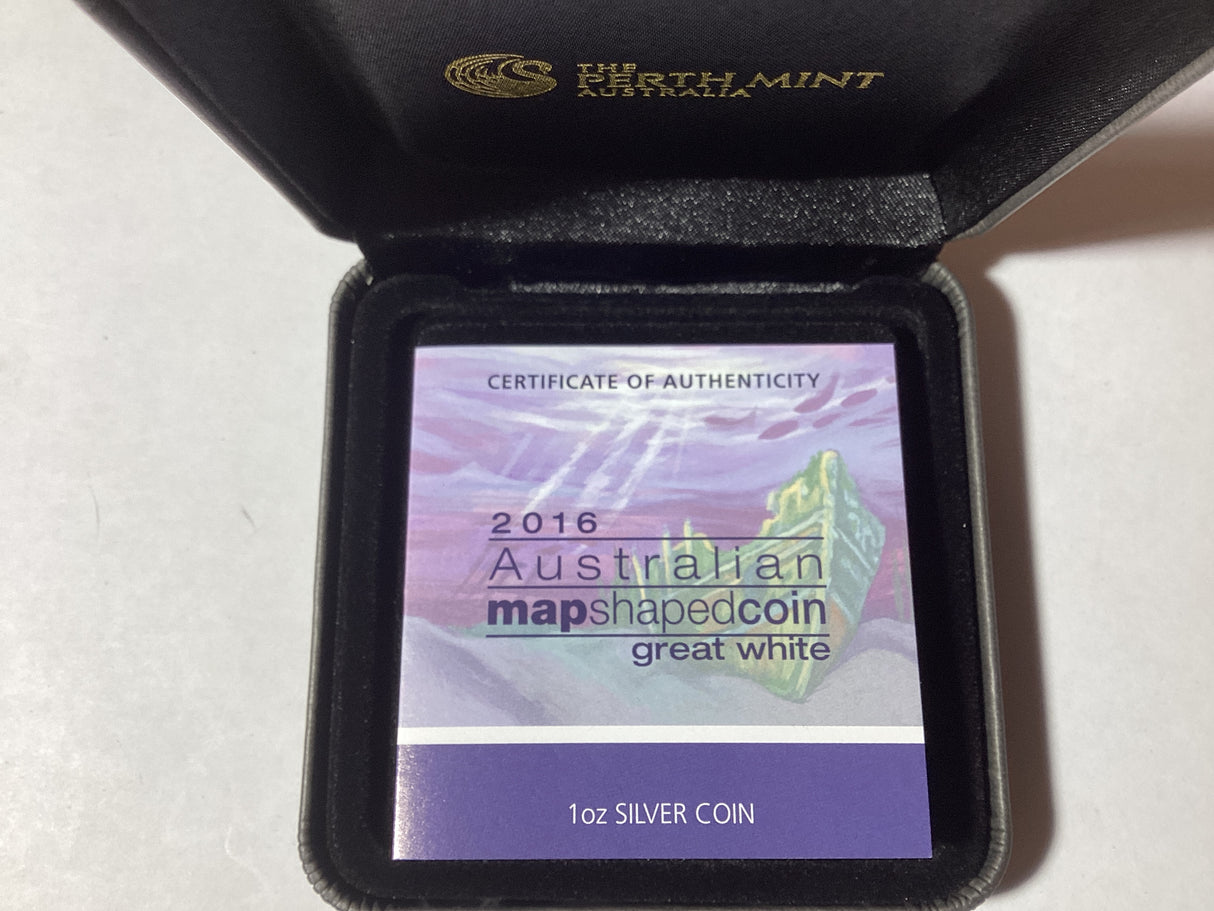 THE
PERTH MINT
AUSTRALIA
CERTIFICATE OF AUTHENTICITY
2016
Australian
mapshapedcoin
great white
1oz SILVER COIN